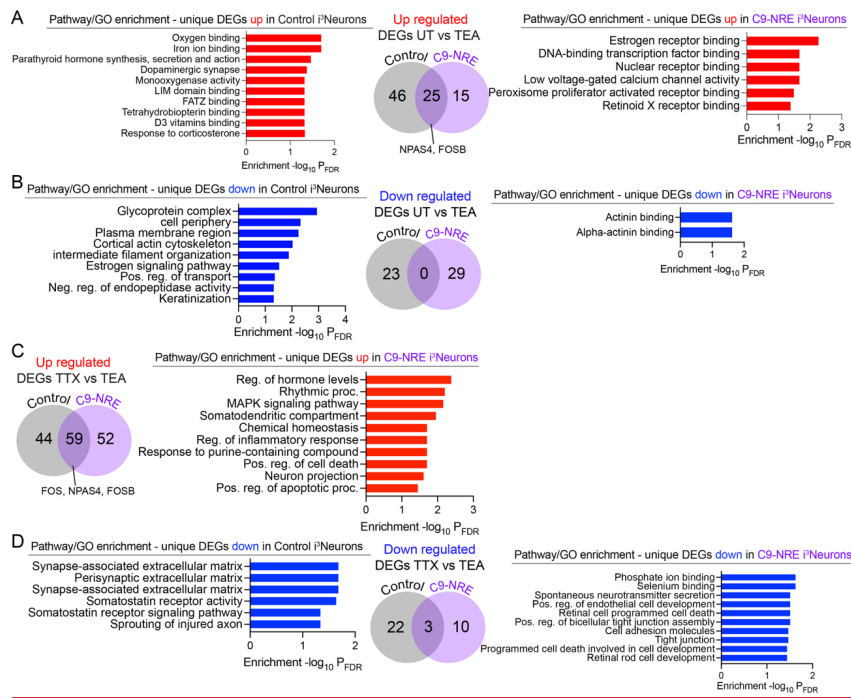 A
Pathway/GO enrichment - unique DEGs up in Control i³Neurons
Oxygen binding
Iron ion binding
Parathyroid hormone synthesis, secretion and action
Dopaminergic synapse
Monooxygenase activity
LIM domain binding
FATZ binding
Tetrahydrobiopterin binding
D3 vitamins binding
Response to corticosterone
0 1 2
Enrichment -log10 PFDR
Up regulated
DEGs UT vs TEA
Control C9-NRE
46 25 15
NPAS4, FOSB
Pathway/GO enrichment - unique DEGs up in C9-NRE i³Neurons
Estrogen receptor binding
DNA-binding transcription factor binding
Nuclear receptor binding
Low voltage-gated calcium channel activity
Peroxisome proliferator activated receptor binding
Retinoid X receptor binding
0 1 2 3
Enrichment -log10 PFDR
B
Pathway/GO enrichment - unique DEGs down in Control i³Neurons
Glycoprotein complex
cell periphery
Plasma membrane region
Cortical actin cytoskeleton
intermediate filament organization
Estrogen signaling pathway
Pos. reg. of transport
Neg. reg. of endopeptidase activity
Keratinization
0 1 2 3 4
Enrichment -log10 PFDR
Down regulated
DEGs UT vs TEA
Control C9-NRE
23 0 29
Pathway/GO enrichment - unique DEGs down in C9-NRE i³Neurons
Actinin binding
Alpha-actinin binding
0 1 2
Enrichment -log10 PFDR
C
Up regulated
DEGs TTX vs TEA
Control C9-NRE
44 59 52
FOS, NPAS4, FOSB
Pathway/GO enrichment - unique DEGs up in C9-NRE i³Neurons
Reg. of hormone levels
Rhythmic proc.
MAPK signaling pathway
Somatodendritic compartment
Chemical homeostasis
Reg. of inflammatory response
Response to purine-containing compound
Pos. reg. of cell death
Neuron projection
Pos. reg. of apoptotic proc.
0 1 2 3
Enrichment -log10 PFDR
D
Pathway/GO enrichment - unique DEGs down in Control i³Neurons
Synapse-associated extracellular matrix
Perisynaptic extracellular matrix
Synapse-associated extracellular matrix
Somatostatin receptor activity
Somatostatin receptor signaling pathway
Sprouting of injured axon
0 1 2
Enrichment -log10 PFDR
Down regulated
DEGs TTX vs TEA
Control C9-NRE
22 3 10
Pathway/GO enrichment - unique DEGs down in C9-NRE i³Neurons
Phosphate ion binding
Selenium binding
Spontaneous neurotransmitter secretion
Pos. reg. of endothelial cell development
Retinal cell programmed cell death
Pos. reg. of bicellular tight junction assembly
Cell adhesion molecules
Tight junction
Programmed cell death involved in cell development
Retinal rod cell development
0 1 2
Enrichment -log10 PFDR